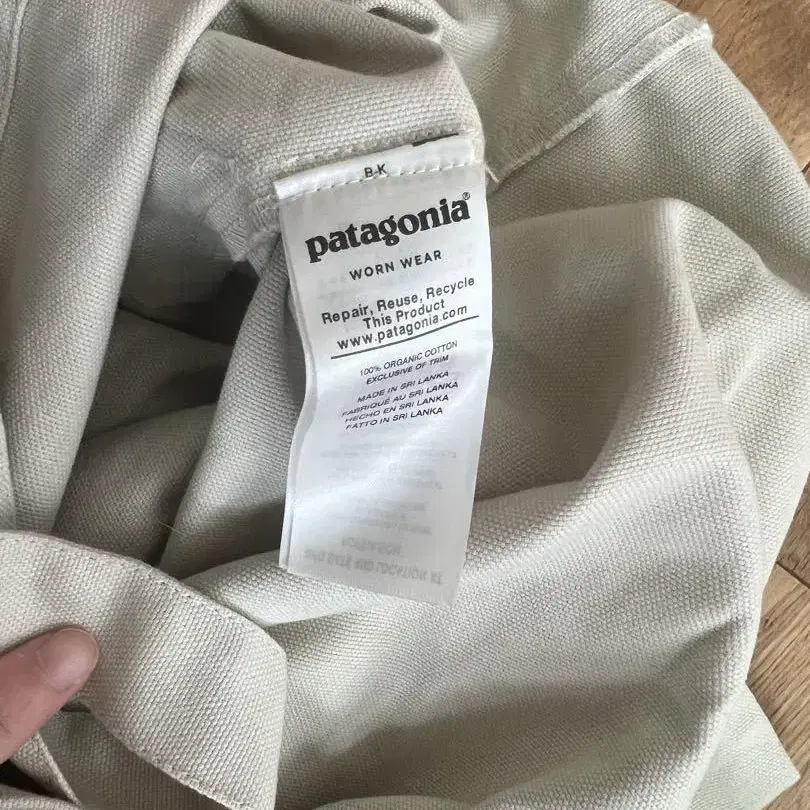 BK
patagonia®
WORN WEAR
Repair, Reuse, Recycle
This Product
www.patagonia.com
100% ORGANIC COTTON
EXCLUSIVE OF TRIM
MADE IN SRI LANKA
FABRIQUÉ AU SRI LANKA
HECHO EN SRI LANKA
FATTO IN SRI LANKA